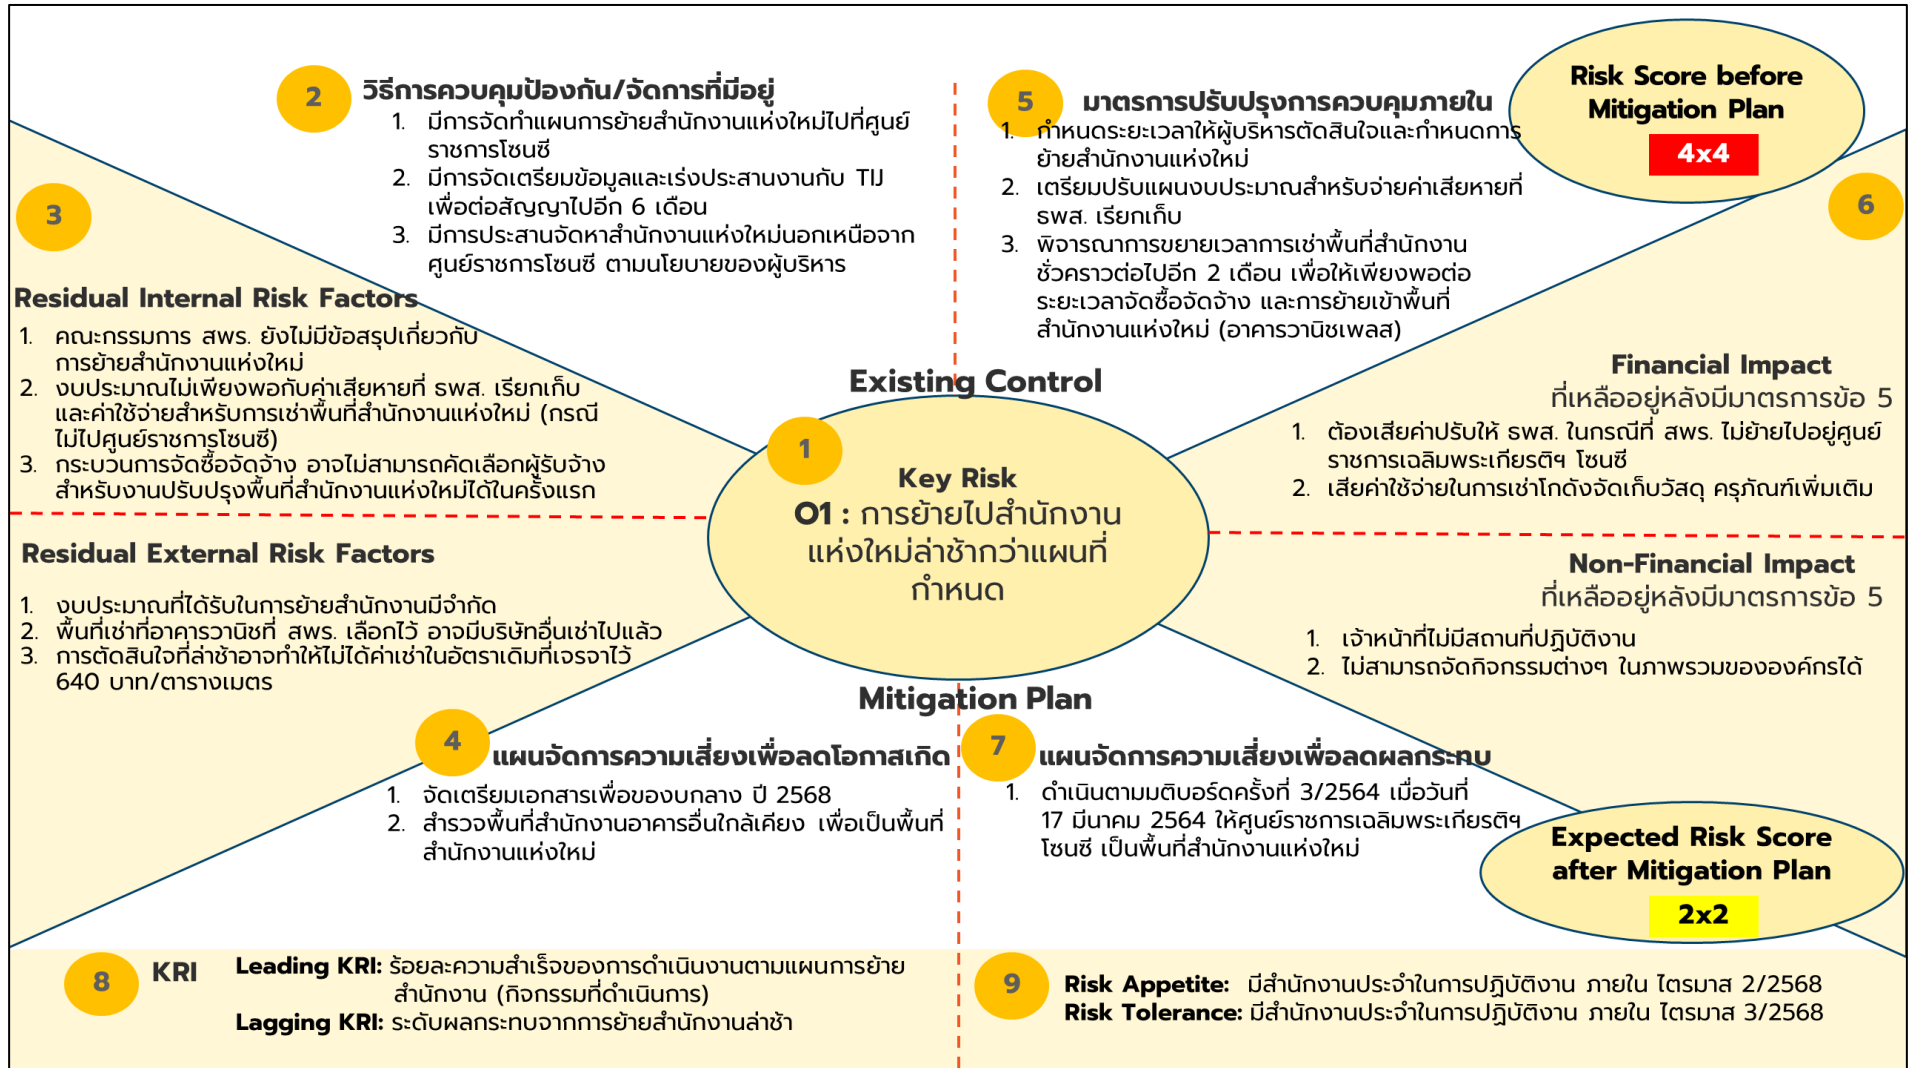 Risk Score before
Mitigation Plan
4x4
2
วิธีการควบคุมป้องกัน/จัดการที่มีอยู่
1. มีการจัดทำแผนการย้ายสำนักงานแห่งใหม่ไปที่ศูนย์
ราชการโซนซี
2. มีการจัดเตรียมข้อมูลและเร่งประสานงานกับ TIJ
เพื่อต่อสัญญาไปอีก 6 เดือน
3. มีการประสานจัดหาสำนักงานแห่งใหม่นอกเหนือจาก
ศูนย์ราชการโซนซี ตามนโยบายของผู้บริหาร
5
มาตรการปรับปรุงการควบคุมภายใน
1. กำหนดระยะเวลาให้ผู้บริหารตัดสินใจและกำหนดการ
ย้ายสำนักงานแห่งใหม่
2. เตรียมปรับแผนงบประมาณสำหรับจ่ายค่าเสียหายที่
ธพส. เรียกเก็บ
3. พิจารณาการขยายเวลาการเช่าพื้นที่สำนักงาน
ชั่วคราวต่อไปอีก 2 เดือน เพื่อให้เพียงพอต่อ
ระยะเวลาจัดซื้อจัดจ้าง และการย้ายเข้าพื้นที่
สำนักงานแห่งใหม่ (อาคารวานิชเพลส)
3
Residual Internal Risk Factors
1. คณะกรรมการ สพร. ยังไม่มีข้อสรุปเกี่ยวกับ
การย้ายสำนักงานแห่งใหม่
2. งบประมาณไม่เพียงพอกับค่าเสียหายที่ ธพส. เรียกเก็บ
และค่าใช้จ่ายสำหรับการเช่าพื้นที่สำนักงานแห่งใหม่ (กรณี
ไม่ไปศูนย์ราชการโซนซี)
3. กระบวนการจัดซื้อจัดจ้าง อาจไม่สามารถคัดเลือกผู้รับจ้าง
สำหรับงานปรับปรุงพื้นที่สำนักงานแห่งใหม่ได้ในครั้งแรก
Residual External Risk Factors
1. งบประมาณที่ได้รับในการย้ายสำนักงานมีจำกัด
2. พื้นที่เช่าที่อาคารวานิชที่ สพร. เลือกไว้ อาจมีบริษัทอื่นเช่าไปแล้ว
3. การตัดสินใจที่ล่าช้าอาจทำให้ไม่ได้ค่าเช่าในอัตราเดิมที่เจรจาไว้
640 บาท/ตารางเมตร
Existing Control
1
Key Risk
O1 : การย้ายไปสำนักงาน
แห่งใหม่ล่าช้ากว่าแผนที่
กำหนด
Mitigation Plan
6
Financial Impact
ที่เหลืออยู่หลังมีมาตรการข้อ 5
1. ต้องเสียค่าปรับให้ ธพส. ในกรณีที่ สพร. ไม่ย้ายไปอยู่ศูนย์
ราชการเฉลิมพระเกียรติฯ โซนซี
2. เสียค่าใช้จ่ายในการเช่าโกดังจัดเก็บวัสดุ ครุภัณฑ์เพิ่มเติม
Non-Financial Impact
ที่เหลืออยู่หลังมีมาตรการข้อ 5
1. เจ้าหน้าที่ไม่มีสถานที่ปฏิบัติงาน
2. ไม่สามารถจัดกิจกรรมต่างๆ ในภาพรวมขององค์กรได้
4
แผนจัดการความเสี่ยงเพื่อลดโอกาสเกิด
1. จัดเตรียมเอกสารเพื่อของบกลาง ปี 2568
2. สำรวจพื้นที่สำนักงานอาคารอื่นใกล้เคียง เพื่อเป็นพื้นที่
สำนักงานแห่งใหม่
7
แผนจัดการความเสี่ยงเพื่อลดผลกระทบ
1. ดำเนินตามมติบอร์ดครั้งที่ 3/2564 เมื่อวันที่
17 มีนาคม 2564 ให้ศูนย์ราชการเฉลิมพระเกียรติฯ
โซนซี เป็นพื้นที่สำนักงานแห่งใหม่
Expected Risk Score
after Mitigation Plan
2x2
8
KRI
Leading KRI: ร้อยละความสำเร็จของการดำเนินงานตามแผนการย้าย
สำนักงาน (กิจกรรมที่ดำเนินการ)
Lagging KRI: ระดับผลกระทบจากการย้ายสำนักงานล่าช้า
9
Risk Appetite: มีสำนักงานประจำในการปฏิบัติงาน ภายใน ไตรมาส 2/2568
Risk Tolerance: มีสำนักงานประจำในการปฏิบัติงาน ภายใน ไตรมาส 3/2568